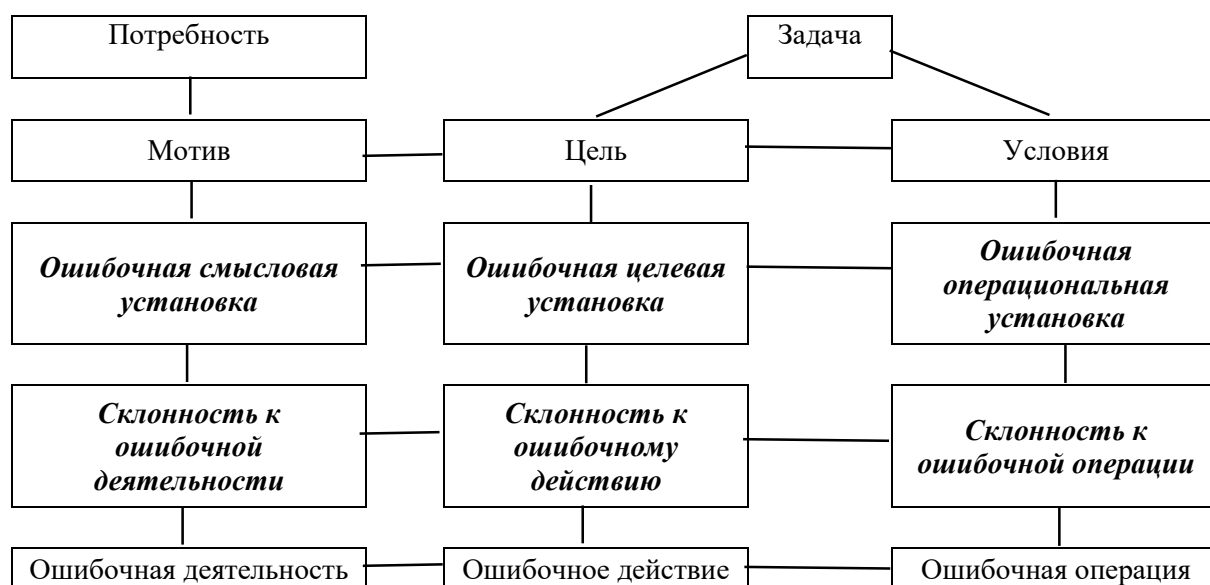 Потребность
Задача
Мотив
Цель
Условия
Ошибочная смысловая
установка
Ошибочная целевая
установка
Ошибочная
операциональная
установка
Склонность к
ошибочной
деятельности
Склонность к
ошибочному
действию
Склонность к
ошибочной операции
Ошибочная деятельность
Ошибочное действие
Ошибочная операция